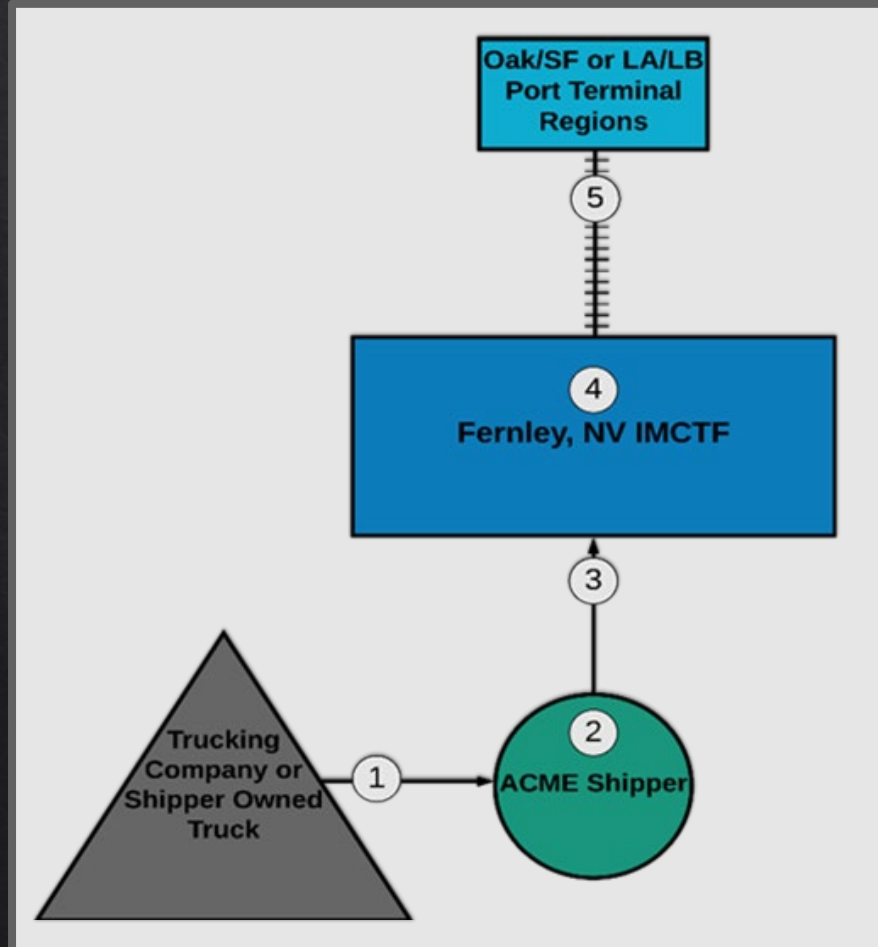 Oak/SF or LA/LB
Port Terminal
Regions
5
4
Fernley, NV IMCTF
3
Trucking
Company or
Shipper Owned
Truck
1
2
ACME Shipper